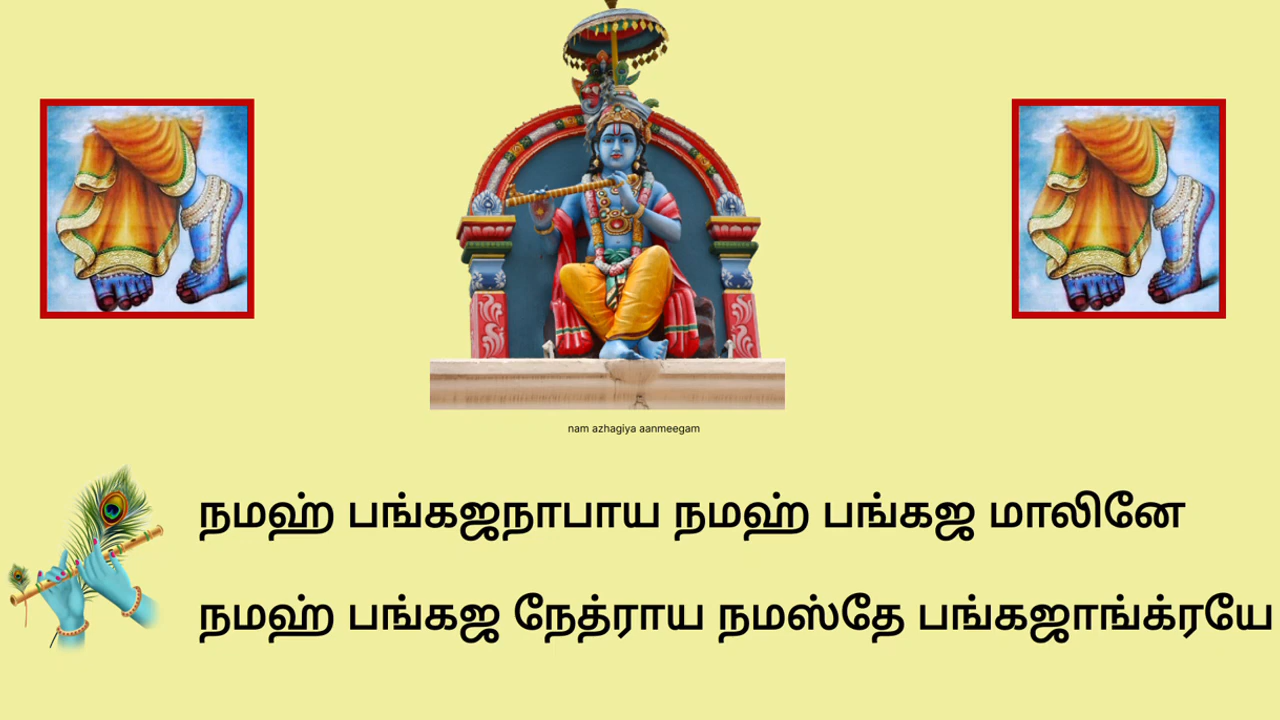 nam azhagiya aanmeegam
நமஹ் பங்கஜநாபாய நமஹ் பங்கஜ மாலினே
நமஹ் பங்கஜ நேத்ராய நமஸ்தே பங்கஜாங்க்ரயே